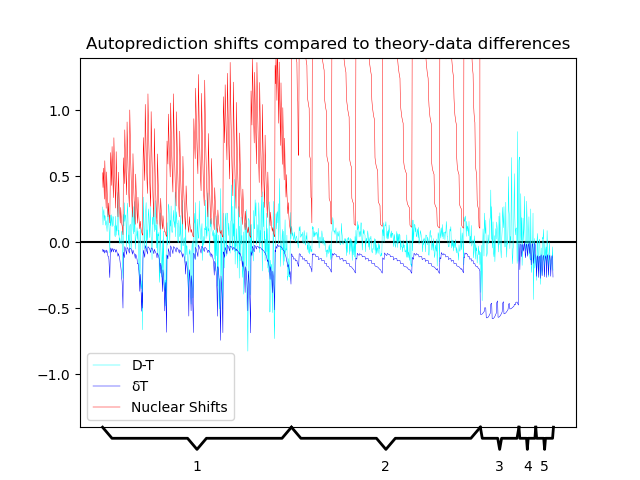 Autoprediction shifts compared to theory-data differences
1.0
0.5
0.0
−0.5
−1.0
D-T
δT
Nuclear Shifts
1 2 3 4 5